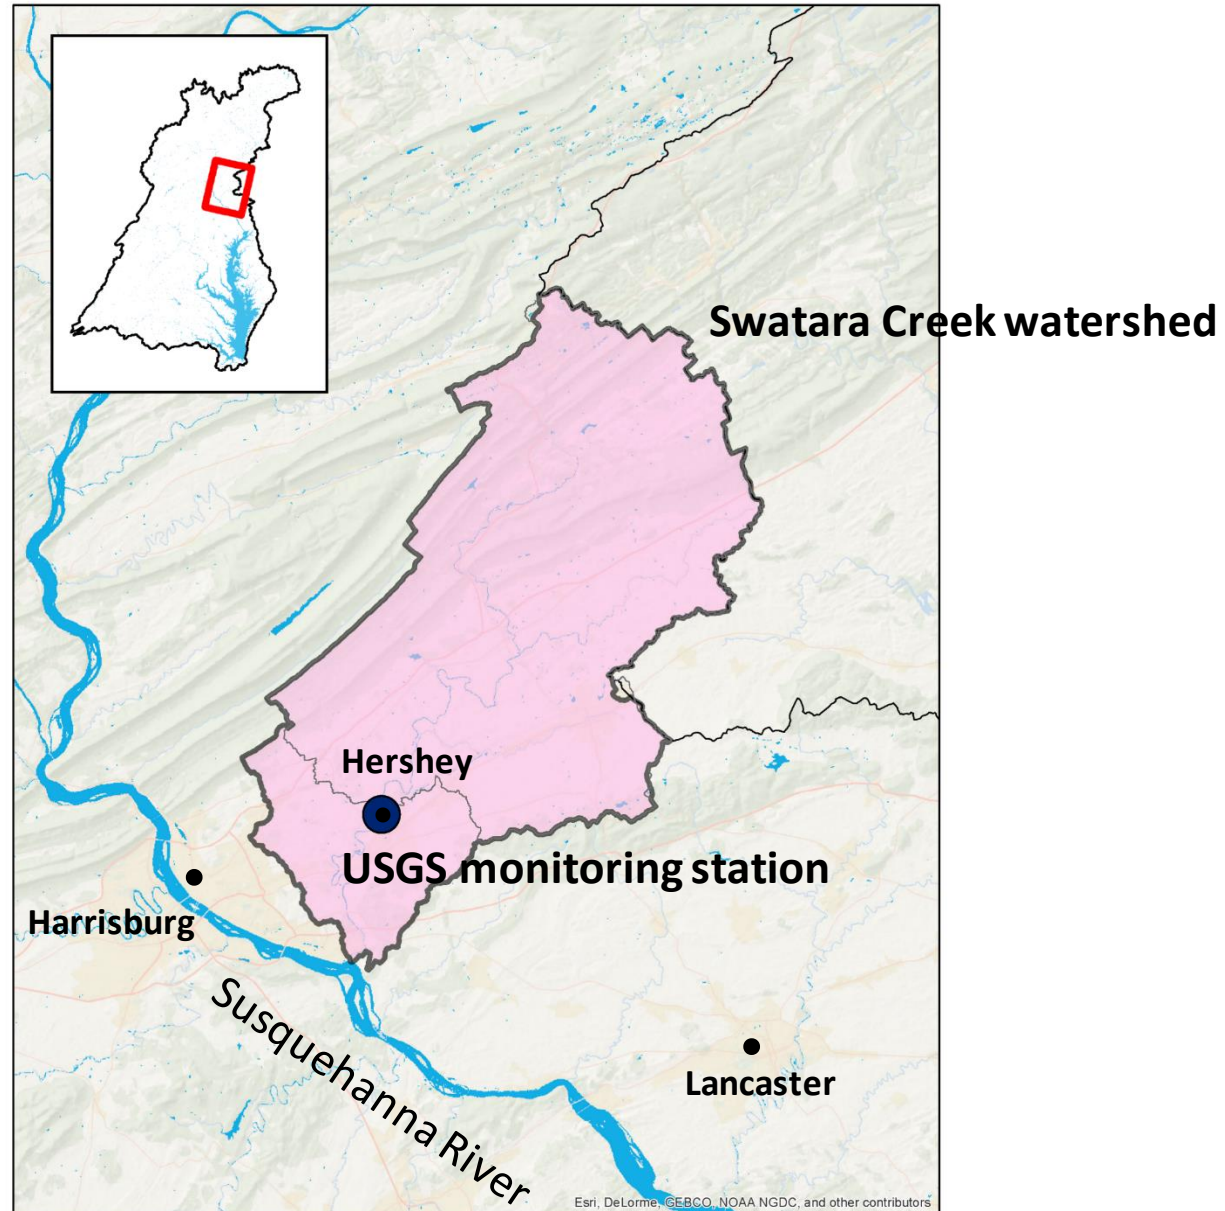 Swatara Creek watershed
Hershey
USGS monitoring station
Harrisburg
Susquehanna River
Lancaster
Esri, DeLorme, GEBCO, NOAA NGDC, and other contributors